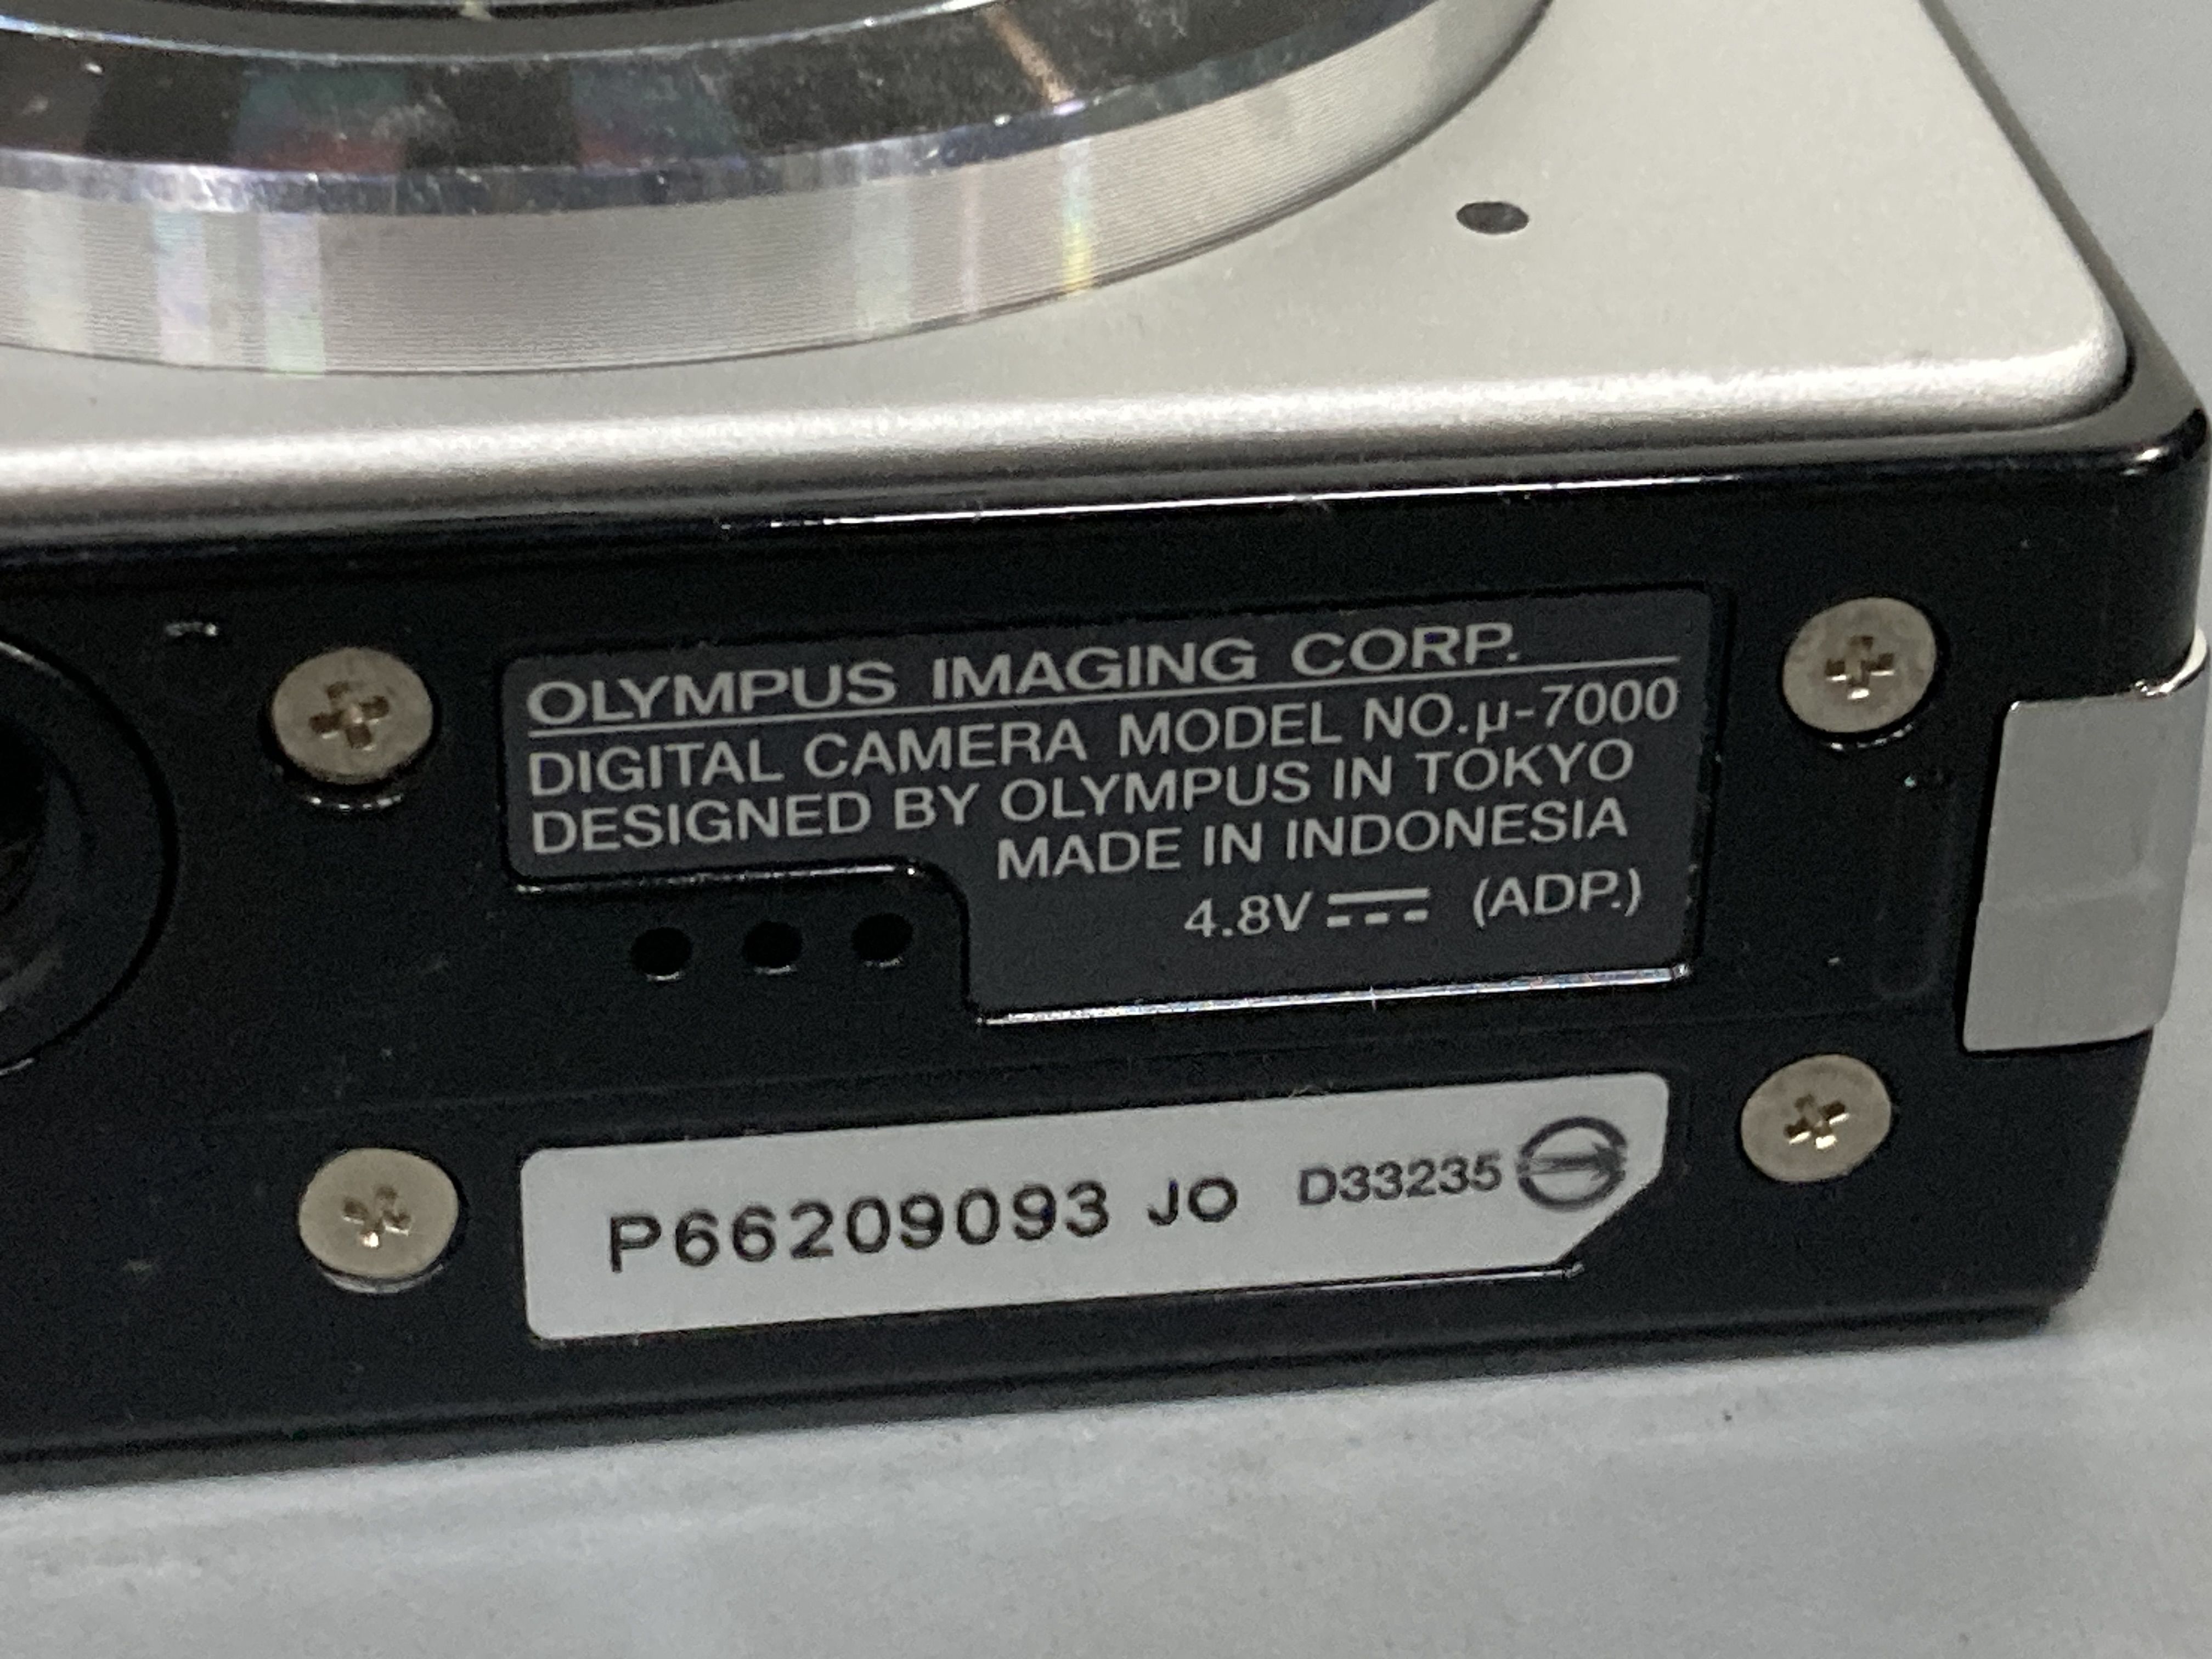 OLYMPUS IMAGING CORP.
DIGITAL CAMERA MODEL NO.μ-7000
DESIGNED BY OLYMPUS IN TOKYO
MADE IN INDONESIA
4.8V ⎓ (ADP.)
P66209093 JO D33235